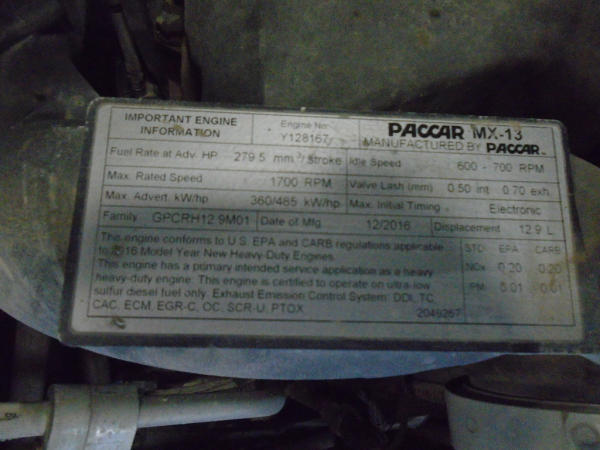 IMPORTANT ENGINE INFORMATION
Engine No. Y128167
PACCAR MX-13
MANUFACTURED BY PACCAR
Fuel Rate at Adv. HP 279.5 mm³/stroke
Idle Speed 600 - 700 RPM
Max. Rated Speed 1700 RPM
Valve Lash (mm) 0.50 int 0.70 exh.
Max. Advert. kW/hp 360/485 kW/hp
Max. Initial Timing Electronic
Family GPCRH12.9M01
Date of Mfg 12/2016
Displacement 12.9 L
This engine conforms to U.S. EPA and CARB regulations applicable
to 2016 Model Year New Heavy-Duty Engines.
This engine has a primary intended service application as a heavy
heavy-duty engine. This engine is certified to operate on ultra-low
sulfur diesel fuel only. Exhaust Emission Control System: DDI, TC,
CAC, ECM, EGR-C, OC, SCR-U, PTOX
STD EPA CARB
NOx 0.20 0.20
PM 0.01 0.01
2049267